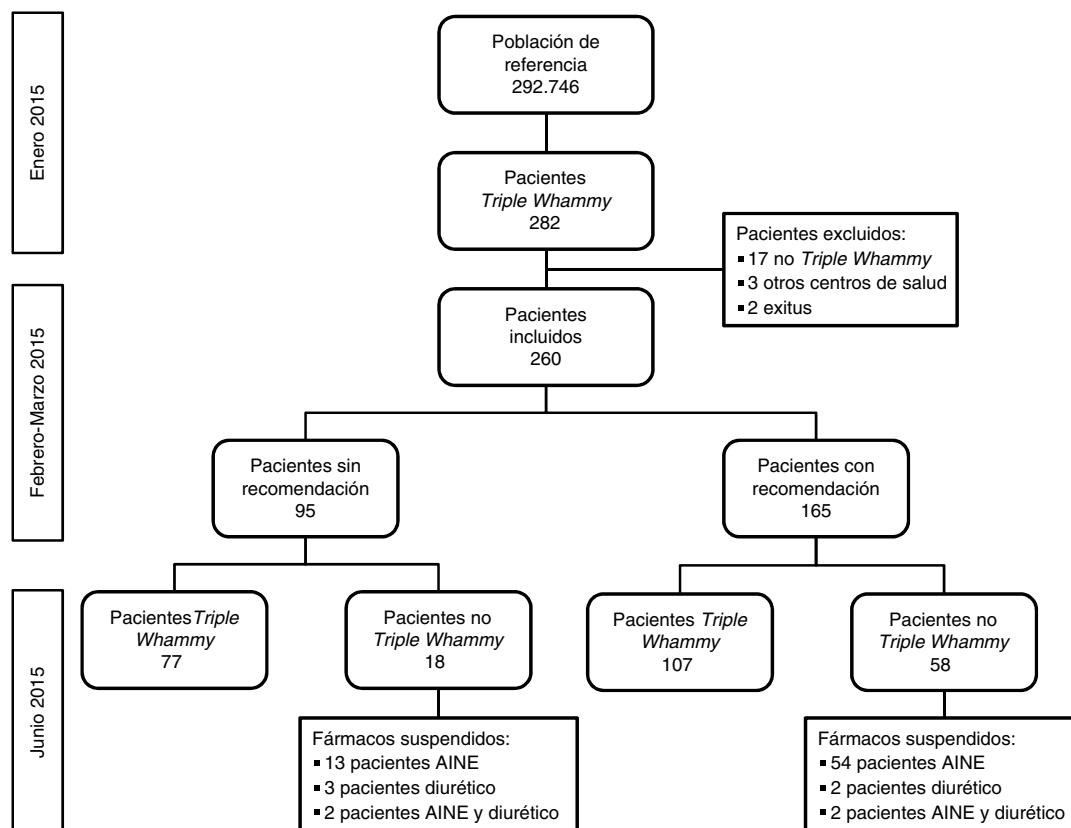 Enero 2015
Población de
referencia
292.746
Pacientes
Triple Whammy
282
Pacientes excluidos:
▪ 17 no Triple Whammy
▪ 3 otros centros de salud
▪ 2 exitus
Febrero-Marzo 2015
Pacientes
incluidos
260
Pacientes sin
recomendación
95
Pacientes con
recomendación
165
Junio 2015
Pacientes Triple
Whammy
77
Pacientes no
Triple Whammy
18
Pacientes Triple
Whammy
107
Pacientes no
Triple Whammy
58
Fármacos suspendidos:
▪ 13 pacientes AINE
▪ 3 pacientes diurético
▪ 2 pacientes AINE y diurético
Fármacos suspendidos:
▪ 54 pacientes AINE
▪ 2 pacientes diurético
▪ 2 pacientes AINE y diurético